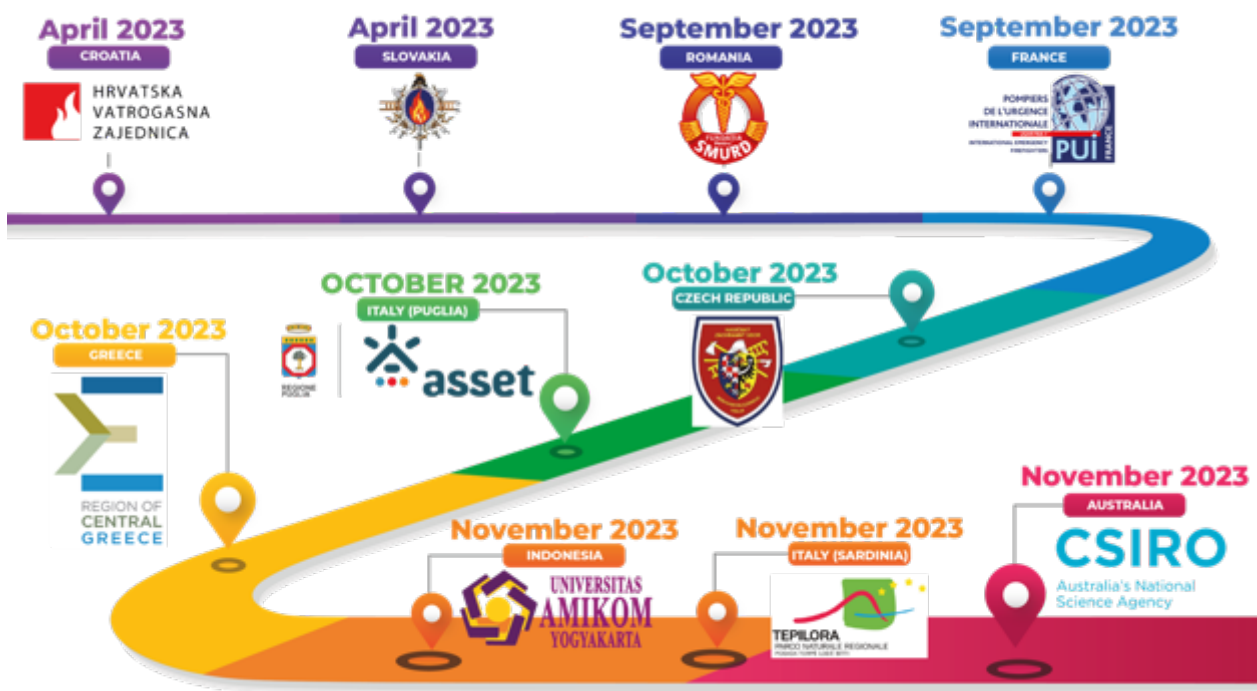 April 2023
CROATIA
HRVATSKA
VATROGASNA
ZAJEDNICA
April 2023
SLOVAKIA
September 2023
ROMANIA
SMURD
September 2023
FRANCE
POMPIERS
DE L'URGENCE
INTERNATIONALE
INTERNATIONAL EMERGENCY
FIREFIGHTERS
PUI
FRANCE
October 2023
CZECH REPUBLIC
OCTOBER 2023
ITALY (PUGLIA)
REGIONE
PUGLIA
asset
October 2023
GREECE
REGION OF
CENTRAL
GREECE
November 2023
INDONESIA
UNIVERSITAS
AMIKOM
YOGYAKARTA
November 2023
ITALY (SARDINIA)
TEPILORA
PARCO NATURALE REGIONALE
November 2023
AUSTRALIA
CSIRO
Australia's National
Science Agency